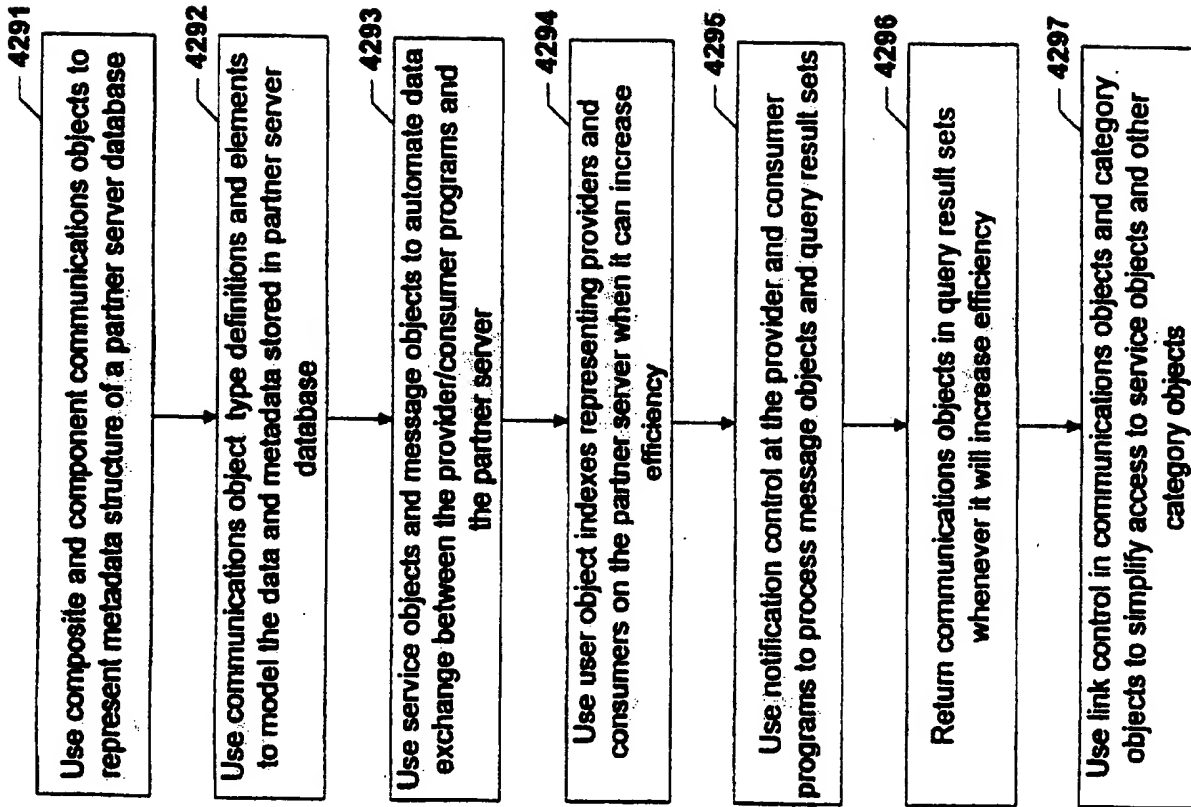 4291
Use composite and component communications objects to
represent metadata structure of a partner server database
4292
Use communications object type definitions and elements
to model the data and metadata stored in partner server
database
4293
Use service objects and message objects to automate data
exchange between the provider/consumer programs and
the partner server
4294
Use user object indexes representing providers and
consumers on the partner server when it can increase
efficiency
4295
Use notification control at the provider and consumer
programs to process message objects and query result sets
4296
Return communications objects in query result sets
whenever it will increase efficiency
4297
Use link control in communications objects and category.
objects to simplify access to service objects and other
category objects